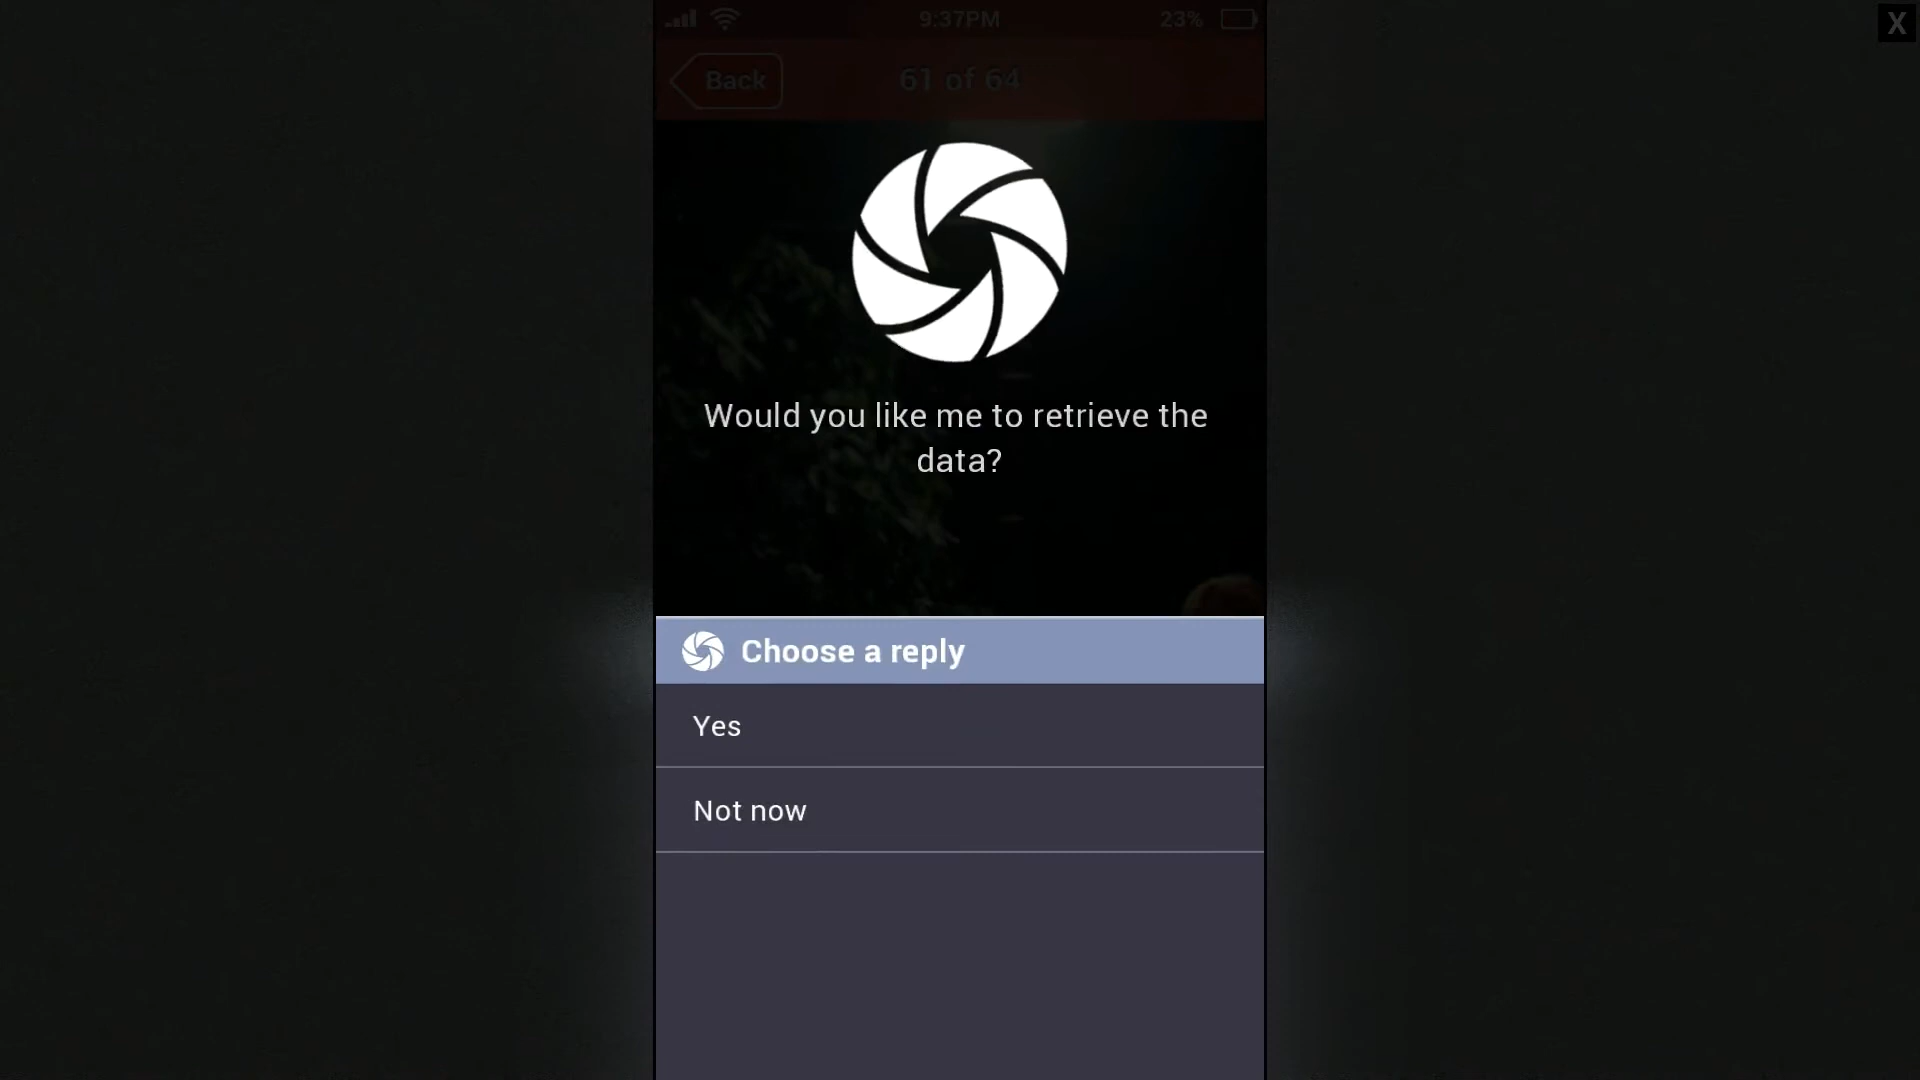 9:37PM
23%
X
Back
61 of 64
Would you like me to retrieve the
data?
Choose a reply
Yes
Not now